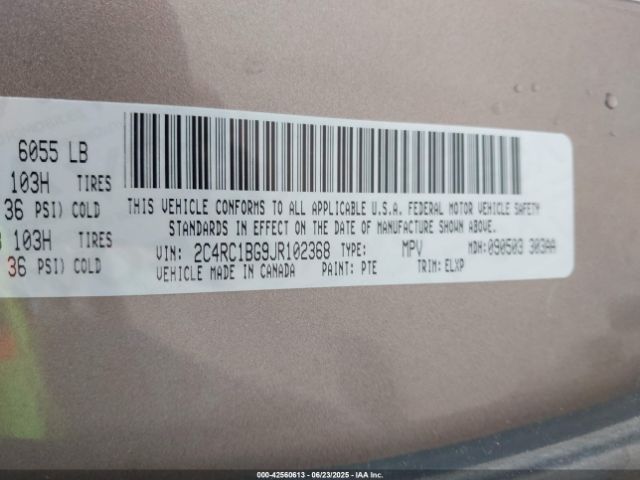 6055 LB
103H TIRES
36 PSI) COLD
103H TIRES
36 PSI) COLD
THIS VEHICLE CONFORMS TO ALL APPLICABLE U.S.A. FEDERAL MOTOR VEHICLE SAFETY
STANDARDS IN EFFECT ON THE DATE OF MANUFACTURE SHOWN ABOVE.
VIN: 2C4RC1BG9JR102368 TYPE: MPV MDH:090503 303AA
VEHICLE MADE IN CANADA PAINT: PTE TRIM: ELXP
000-42560613 - 06/23/2025 - IAAI.COM